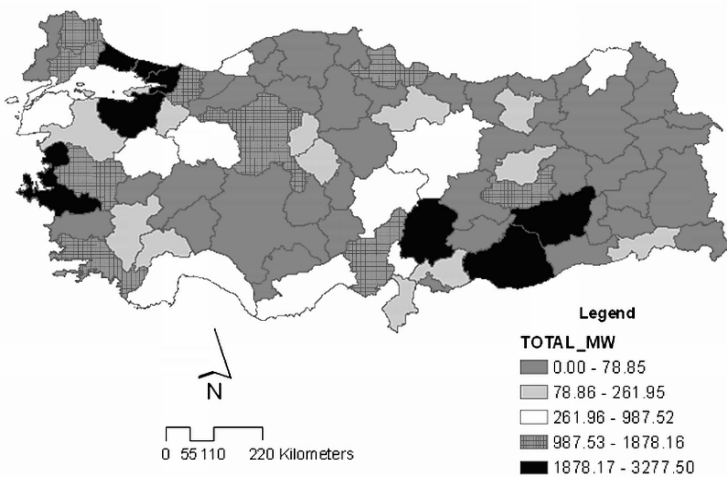 Legend
TOTAL_MW
0.00 - 78.85
78.86 - 261.95
261.96 - 987.52
987.53 - 1878.16
1878.17 - 3277.50
N
0 55 110 220 Kilometers